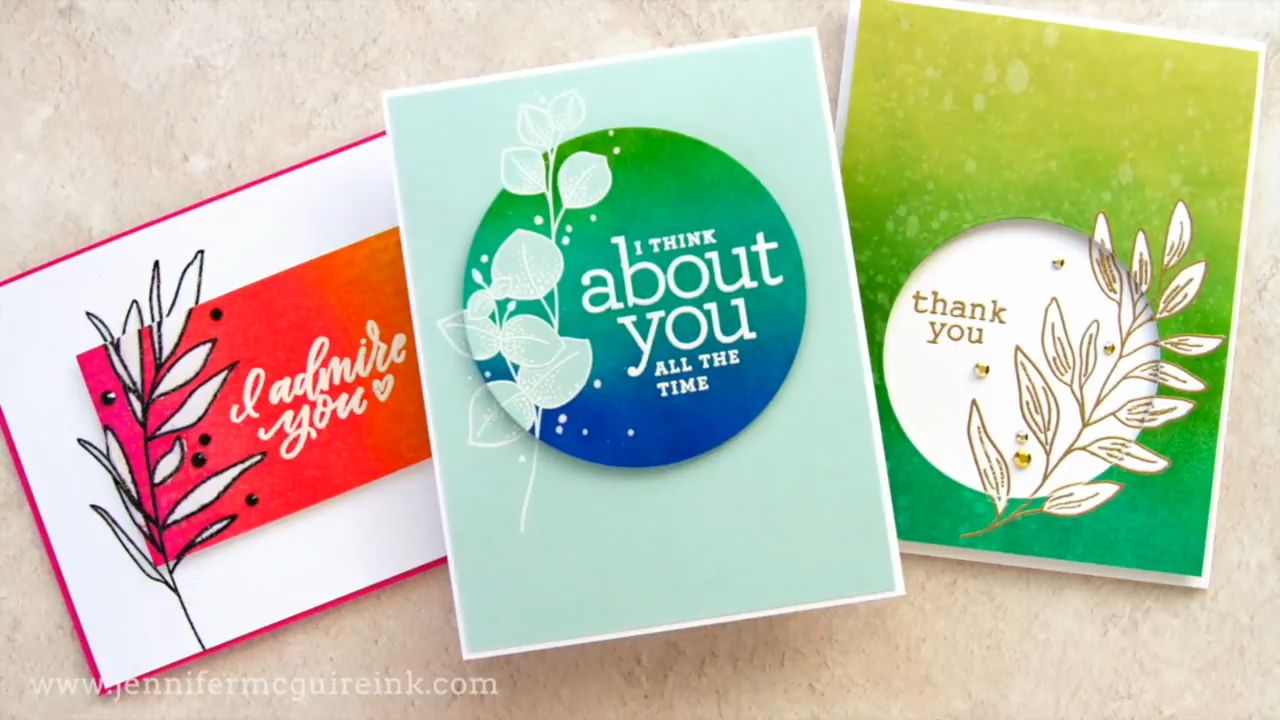 I admire
you
I THINK
about
you
ALL THE
TIME
thank
you
www.jennifermcguireink.com